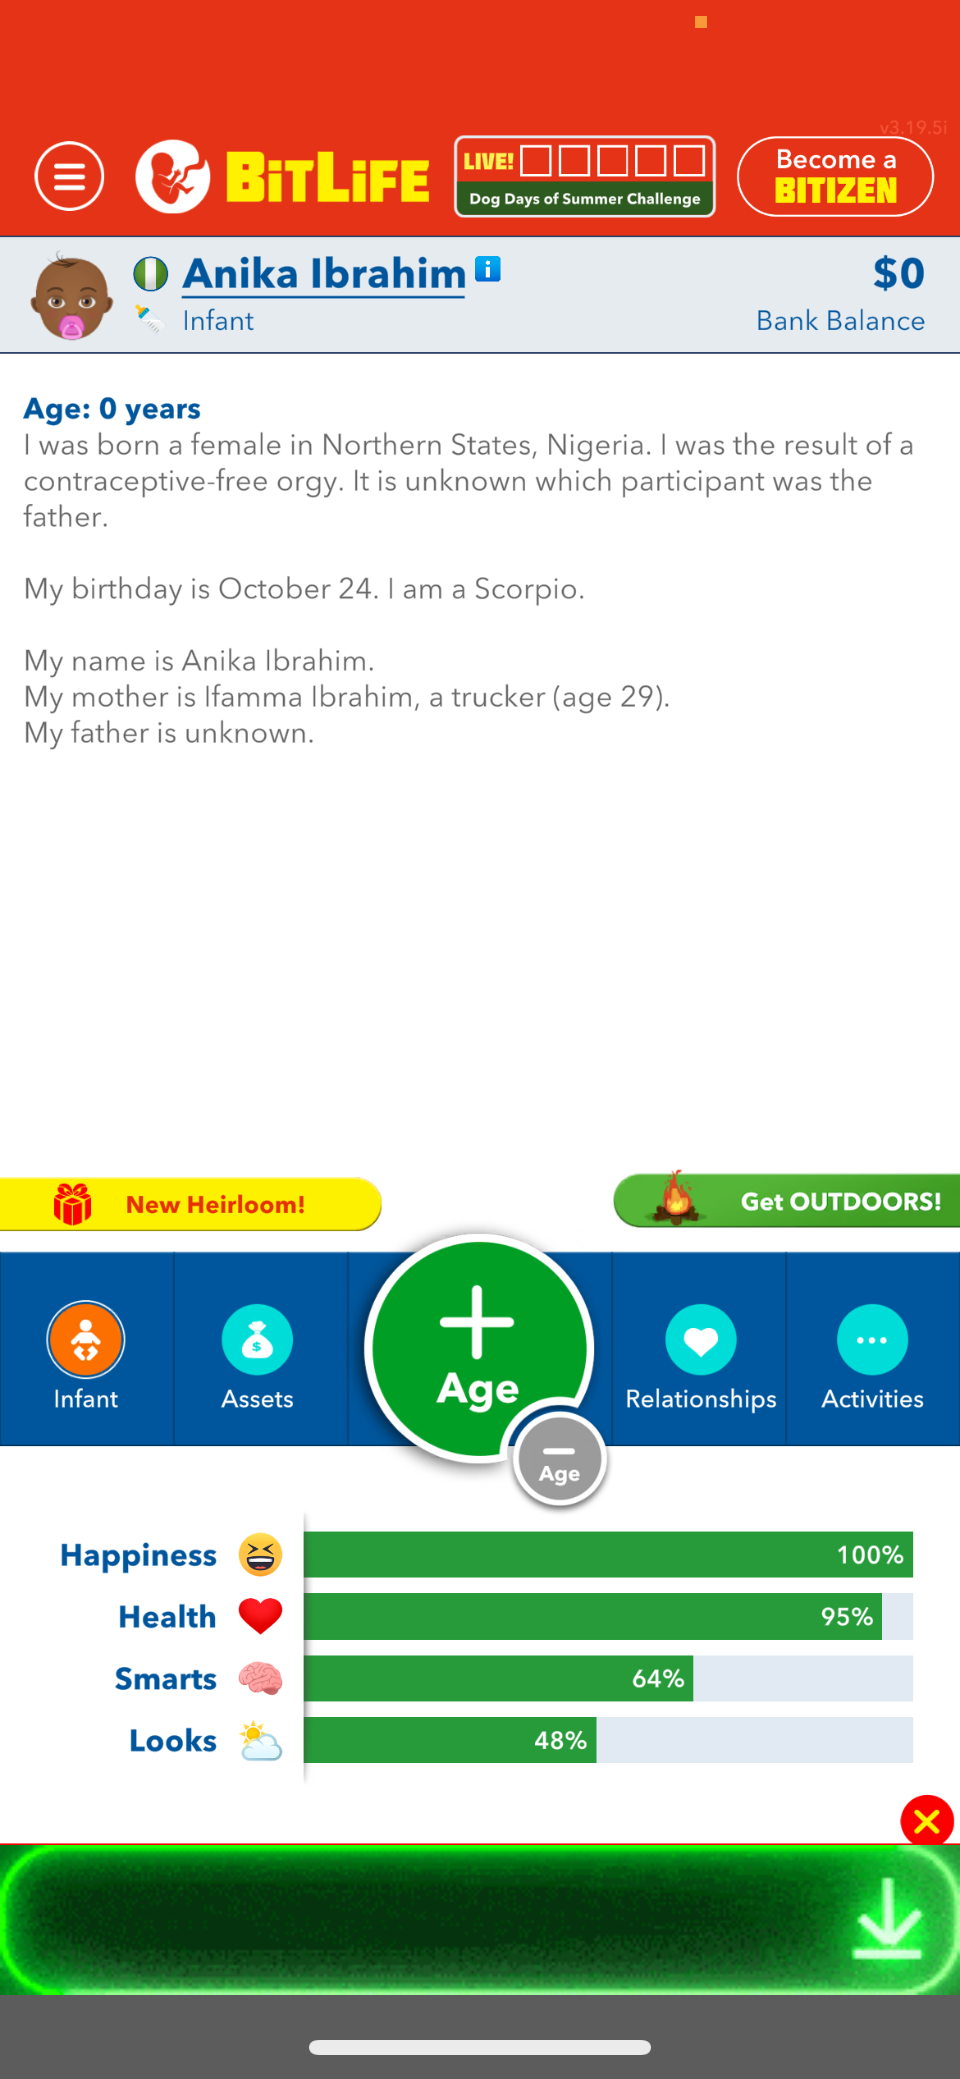 v3.19.5i
BITLIFE
LIVE!
Dog Days of Summer Challenge
Become a
BITIZEN
Anika Ibrahim i
$0
Infant
Bank Balance
Age: 0 years
I was born a female in Northern States, Nigeria. I was the result of a
contraceptive-free orgy. It is unknown which participant was the
father.
My birthday is October 24. I am a Scorpio.
My name is Anika Ibrahim.
My mother is Ifamma Ibrahim, a trucker (age 29).
My father is unknown.
New Heirloom!
Get OUTDOORS!
Infant
$
Assets
+
Age
Relationships
Activities
Age
Happiness 100%
Health 95%
Smarts 64%
Looks 48%